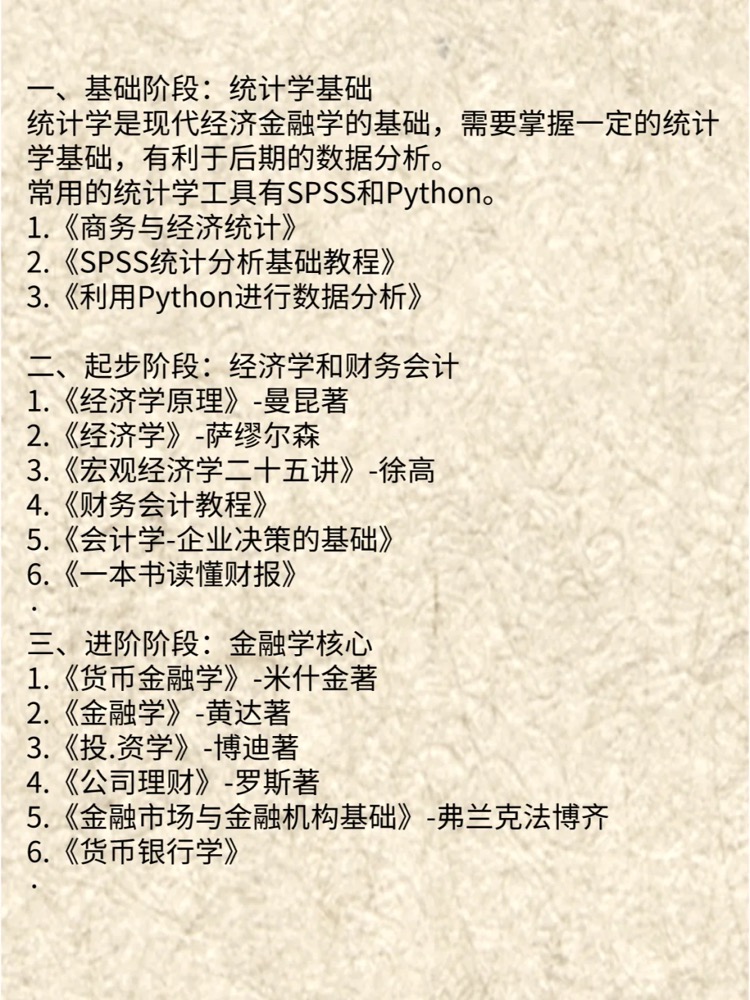 一、基础阶段：统计学基础
统计学是现代经济金融学的基础，需要掌握一定的统计
学基础，有利于后期的数据分析。
常用的统计学工具有SPSS和Python。
1.《商务与经济统计》
2.《SPSS统计分析基础教程》
3.《利用Python进行数据分析》
二、起步阶段：经济学和财务会计
1.《经济学原理》-曼昆著
2.《经济学》-萨缪尔森
3.《宏观经济学二十五讲》-徐高
4.《财务会计教程》
5.《会计学-企业决策的基础》
6.《一本书读懂财报》
·
三、进阶阶段：金融学核心
1.《货币金融学》-米什金著
2.《金融学》-黄达著
3.《投.资学》-博迪著
4.《公司理财》-罗斯著
5.《金融市场与金融机构基础》-弗兰克法博齐
6.《货币银行学》
·